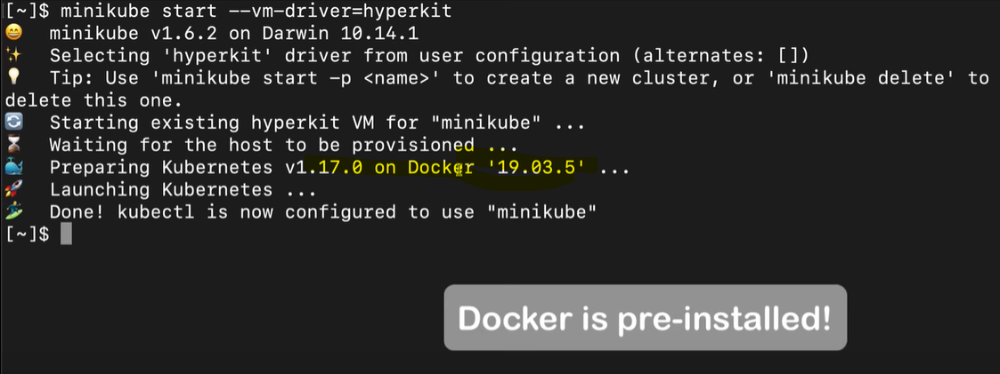 [~]$ minikube start --vm-driver=hyperkit
😄 minikube v1.6.2 on Darwin 10.14.1
✨ Selecting 'hyperkit' driver from user configuration (alternates: [])
💡 Tip: Use 'minikube start -p <name>' to create a new cluster, or 'minikube delete' to
delete this one.
🔄 Starting existing hyperkit VM for "minikube" ...
⌛ Waiting for the host to be provisioned ...
🐳 Preparing Kubernetes v1.17.0 on Docker '19.03.5' ...
🚀 Launching Kubernetes ...
🏄 Done! kubectl is now configured to use "minikube"
[~]$
Docker is pre-installed!